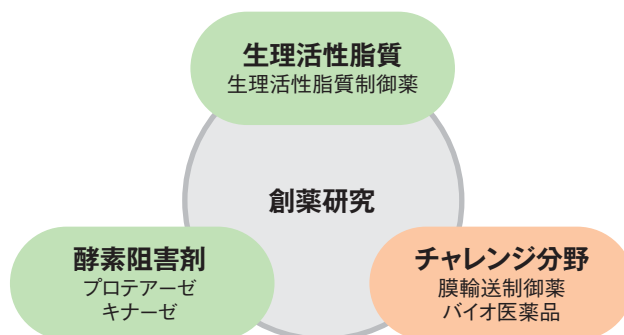 生理活性脂質
生理活性脂質制御薬
創薬研究
酵素阻害剤
プロテアーゼ
キナーゼ
チャレンジ分野
膜輸送制御薬
バイオ医薬品